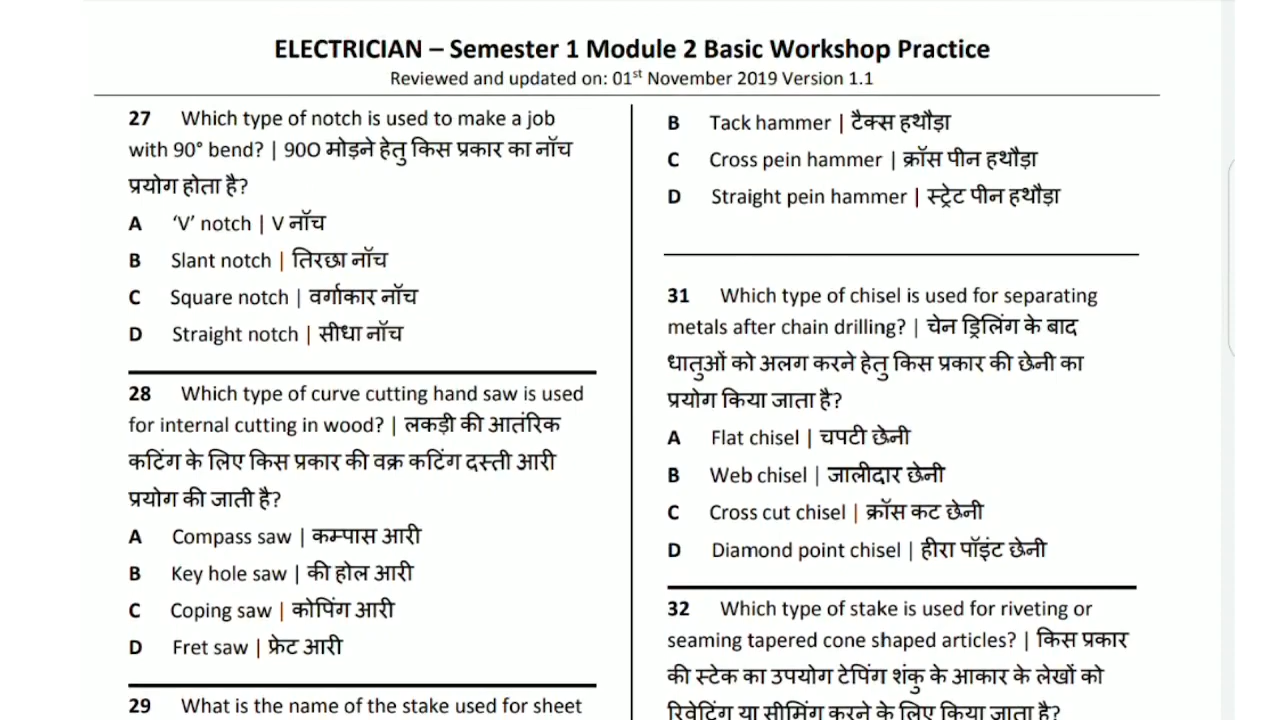 ELECTRICIAN – Semester 1 Module 2 Basic Workshop Practice
Reviewed and updated on: 01st November 2019 Version 1.1
27 Which type of notch is used to make a job
with 90° bend? | 90O मोड़ने हेतु किस प्रकार का नॉच
प्रयोग होता है?
A ‘V’ notch | V नॉच
B Slant notch | तिरछा नॉच
C Square notch | वर्गाकार नॉच
D Straight notch | सीधा नॉच
28 Which type of curve cutting hand saw is used
for internal cutting in wood? | लकड़ी की आतंरिक
कटिंग के लिए किस प्रकार की वक्र कटिंग दस्ती आरी
प्रयोग की जाती है?
A Compass saw | कम्पास आरी
B Key hole saw | की होल आरी
C Coping saw | कोपिंग आरी
D Fret saw | फ्रेट आरी
29 What is the name of the stake used for sheet
B Tack hammer | टैक्स हथौड़ा
C Cross pein hammer | क्रॉस पीन हथौड़ा
D Straight pein hammer | स्ट्रेट पीन हथौड़ा
31 Which type of chisel is used for separating
metals after chain drilling? | चेन ड्रिलिंग के बाद
धातुओं को अलग करने हेतु किस प्रकार की छेनी का
प्रयोग किया जाता है?
A Flat chisel | चपटी छेनी
B Web chisel | जालीदार छेनी
C Cross cut chisel | क्रॉस कट छेनी
D Diamond point chisel | हीरा पॉइंट छेनी
32 Which type of stake is used for riveting or
seaming tapered cone shaped articles? | किस प्रकार
की स्टेक का उपयोग टेपिंग शंकु के आकार के लेखों को
रिवेटिंग या सीमिंग करने के लिए किया जाता है?